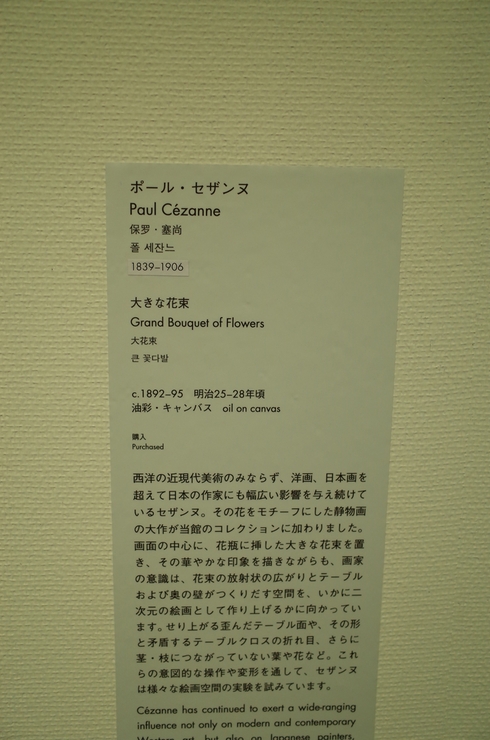 ポール・セザンヌ
Paul Cézanne
保罗・塞尚
폴 세잔느
1839–1906
大きな花束
Grand Bouquet of Flowers
大花束
큰 꽃다발
c.1892–95　明治25–28年頃
油彩・キャンバス　oil on canvas
購入
Purchased
西洋の近現代美術のみならず、洋画、日本画を
超えて日本の作家にも幅広い影響を与え続けて
いるセザンヌ。その花をモチーフにした静物画
の大作が当館のコレクションに加わりました。
画面の中心に、花瓶に挿した大きな花束を置
き、その華やかな印象を描きながらも、画家
の意識は、花束の放射状の広がりとテーブル
および奥の壁がつくりだす空間を、いかに二
次元の絵画として作り上げるかに向かってい
ます。せり上がる歪んだテーブル面や、その形
と矛盾するテーブルクロスの折れ目、さらに
茎・枝につながっていない葉や花など。これ
らの意図的な操作や変形を通して、セザンヌ
は様々な絵画空間の実験を試みています。
Cézanne has continued to exert a wide-ranging
influence not only on modern and contemporary
Western art, but also on Japanese painters,